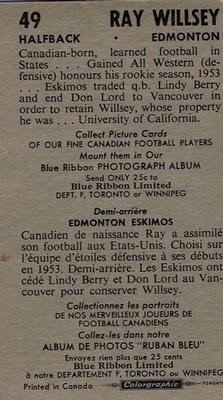 49 RAY WILLSEY
HALFBACK • EDMONTON
Canadian-born, learned football in
States . . . Gained All Western (de-
fensive) honours his rookie season, 1953
. . . Eskimos traded q.b. Lindy Berry
and end Don Lord to Vancouver in
order to retain Willsey, whose property
he was . . . University of California.
Collect Picture Cards
OF OUR FINE CANADIAN FOOTBALL PLAYERS
Mount them in Our
Blue Ribbon PHOTOGRAPH ALBUM
Send ONLY 25c to
Blue Ribbon Limited
DEPT. F, TORONTO or WINNIPEG
Demi-arrière
EDMONTON ESKIMOS
Canadien de naissance Ray a assimilé
son football aux Etats-Unis. Choisi sur
l'équipe d'étoiles défensive à ses débuts
en 1953. Demi-arrière. Les Eskimos ont
cédé Lindy Berry et Don Lord au Van-
couver pour conserver Willsey.
Collectionnez les portraits
DE NOS MERVEILLEUX JOUEURS DE
FOOTBALL CANADIENS
Collez-les dans notre
ALBUM DE PHOTOS "RUBAN BLEU"
Envoyez rien plus que 25 cents
Blue Ribbon Limited
à notre DEPARTEMENT F, TORONTO ou WINNIPEG
Printed in Canada Colorgraphic TORONTO